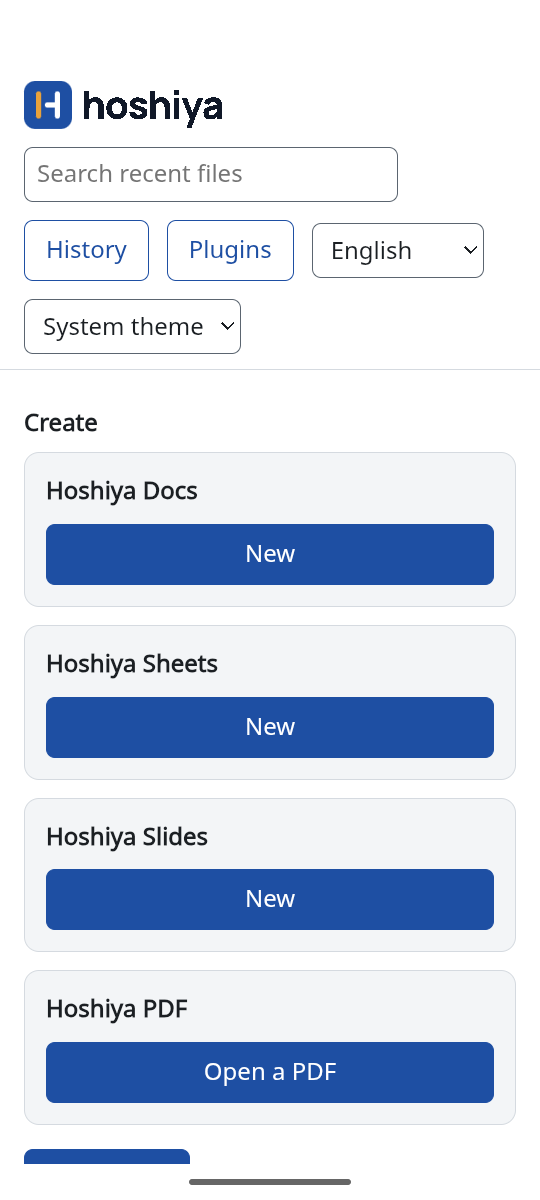 hoshiya
Search recent files
History
Plugins
English
System theme
Create
Hoshiya Docs
New
Hoshiya Sheets
New
Hoshiya Slides
New
Hoshiya PDF
Open a PDF